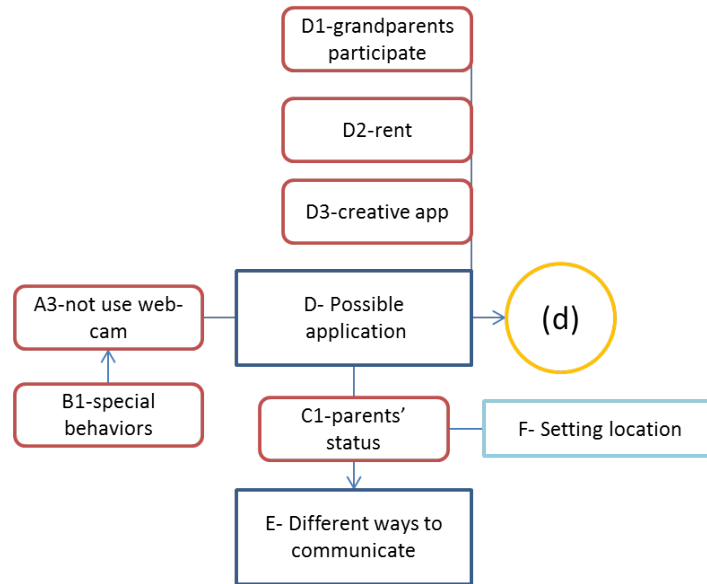 D1-grandparents
participate
D2-rent
D3-creative app
A3-not use web-
cam
D- Possible
application
(d)
B1-special
behaviors
C1-parents'
status
F- Setting location
E- Different ways to
communicate